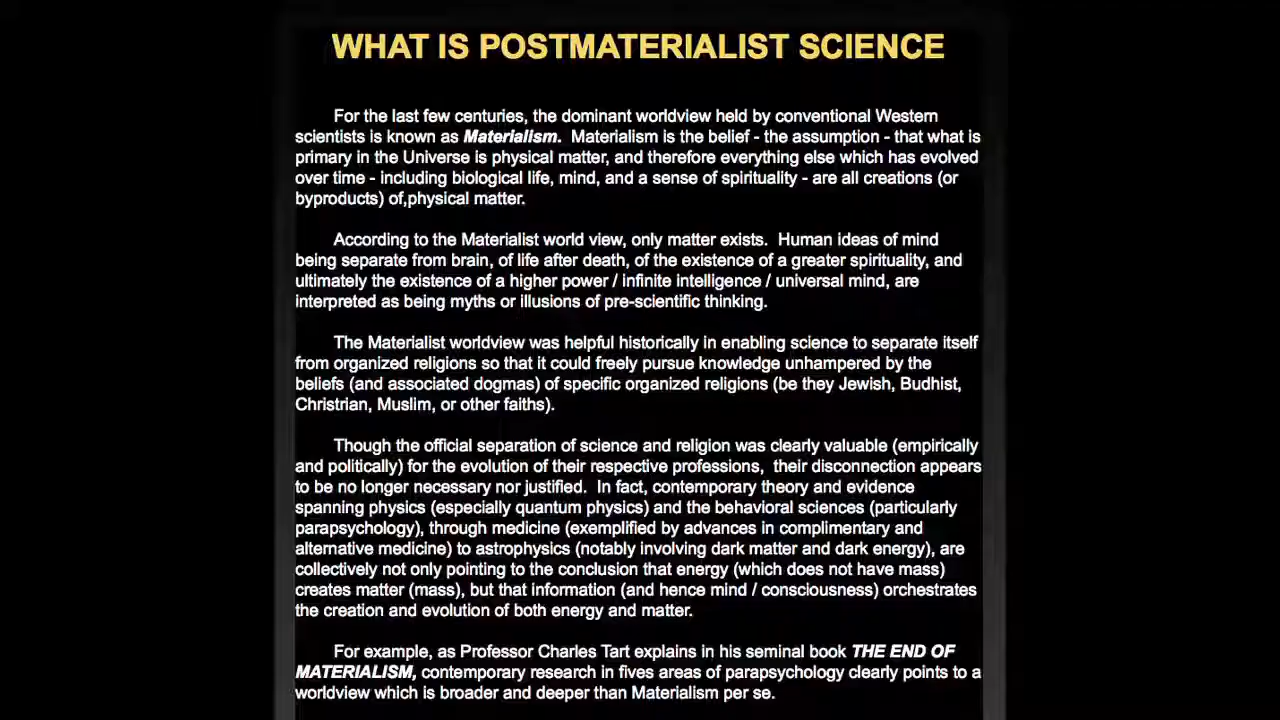 WHAT IS POSTMATERIALIST SCIENCE
For the last few centuries, the dominant worldview held by conventional Western
scientists is known as Materialism. Materialism is the belief - the assumption - that what is
primary in the Universe is physical matter, and therefore everything else which has evolved
over time - including biological life, mind, and a sense of spirituality - are all creations (or
byproducts) of,physical matter.
According to the Materialist world view, only matter exists. Human ideas of mind
being separate from brain, of life after death, of the existence of a greater spirituality, and
ultimately the existence of a higher power / infinite intelligence / universal mind, are
interpreted as being myths or illusions of pre-scientific thinking.
The Materialist worldview was helpful historically in enabling science to separate itself
from organized religions so that it could freely pursue knowledge unhampered by the
beliefs (and associated dogmas) of specific organized religions (be they Jewish, Budhist,
Christrian, Muslim, or other faiths).
Though the official separation of science and religion was clearly valuable (empirically
and politically) for the evolution of their respective professions, their disconnection appears
to be no longer necessary nor justified. In fact, contemporary theory and evidence
spanning physics (especially quantum physics) and the behavioral sciences (particularly
parapsychology), through medicine (exemplified by advances in complimentary and
alternative medicine) to astrophysics (notably involving dark matter and dark energy), are
collectively not only pointing to the conclusion that energy (which does not have mass)
creates matter (mass), but that information (and hence mind / consciousness) orchestrates
the creation and evolution of both energy and matter.
For example, as Professor Charles Tart explains in his seminal book THE END OF
MATERIALISM, contemporary research in fives areas of parapsychology clearly points to a
worldview which is broader and deeper than Materialism per se.